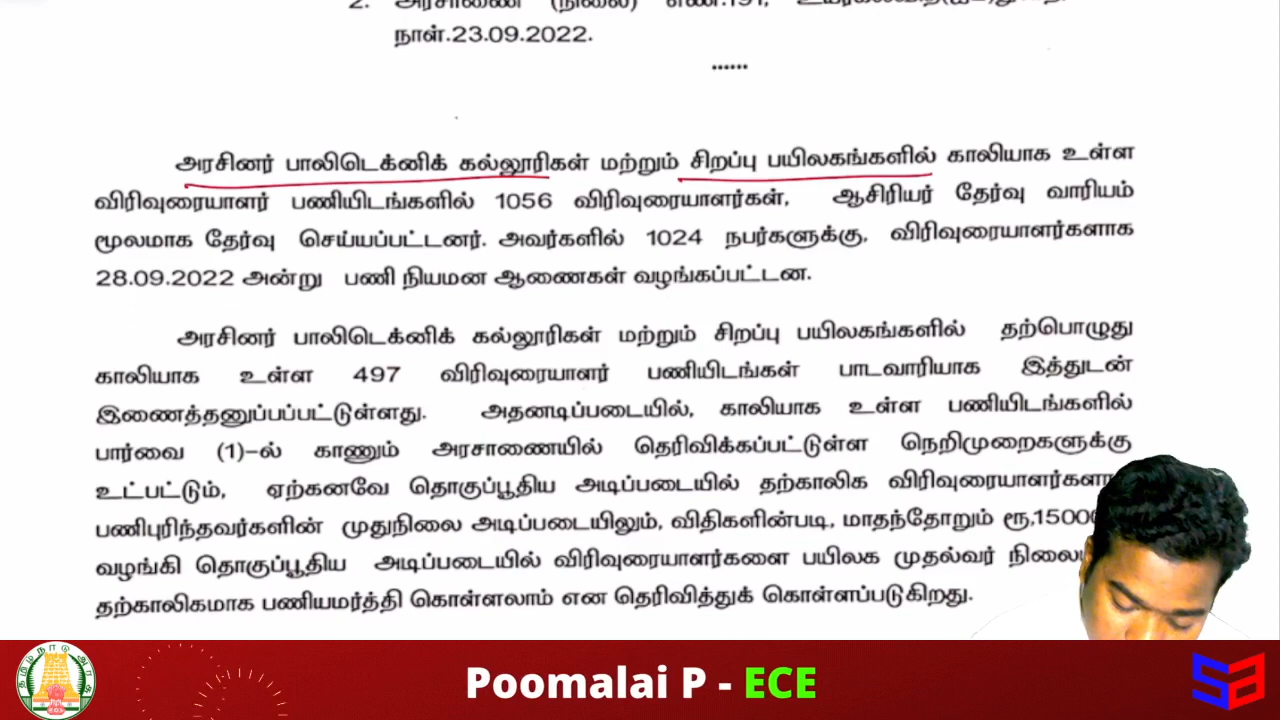 2. அரசாணை (நிலை) எண்.191,
நாள்.23.09.2022.
......
அரசினர் பாலிடெக்னிக் கல்லூரிகள் மற்றும் சிறப்பு பயிலகங்களில் காலியாக உள்ள
விரிவுரையாளர் பணியிடங்களில் 1056 விரிவுரையாளர்கள், ஆசிரியர் தேர்வு வாரியம்
மூலமாக தேர்வு செய்யப்பட்டனர். அவர்களில் 1024 நபர்களுக்கு, விரிவுரையாளர்களாக
28.09.2022 அன்று பணி நியமன ஆணைகள் வழங்கப்பட்டன.
அரசினர் பாலிடெக்னிக் கல்லூரிகள் மற்றும் சிறப்பு பயிலகங்களில் தற்பொழுது
காலியாக உள்ள 497 விரிவுரையாளர் பணியிடங்கள் பாடவாரியாக இத்துடன்
இணைத்தனுப்பப்பட்டுள்ளது. அதனடிப்படையில், காலியாக உள்ள பணியிடங்களில்
பார்வை (1)-ல் காணும் அரசாணையில் தெரிவிக்கப்பட்டுள்ள நெறிமுறைகளுக்கு
உட்பட்டும், ஏற்கனவே தொகுப்பூதிய அடிப்படையில் தற்காலிக
பணிபுரிந்தவர்களின் முதுநிலை அடிப்படையிலும், விதிகளின்படி, மாதந்தோறும்
வழங்கி தொகுப்பூதிய அடிப்படையில் விரிவுரையாளர்களை பயிலக முதல்வர்
தற்காலிகமாக பணியமர்த்தி கொள்ளலாம் என தெரிவித்துக் கொள்ளப்படுகிறது.
Poomalai P - ECE